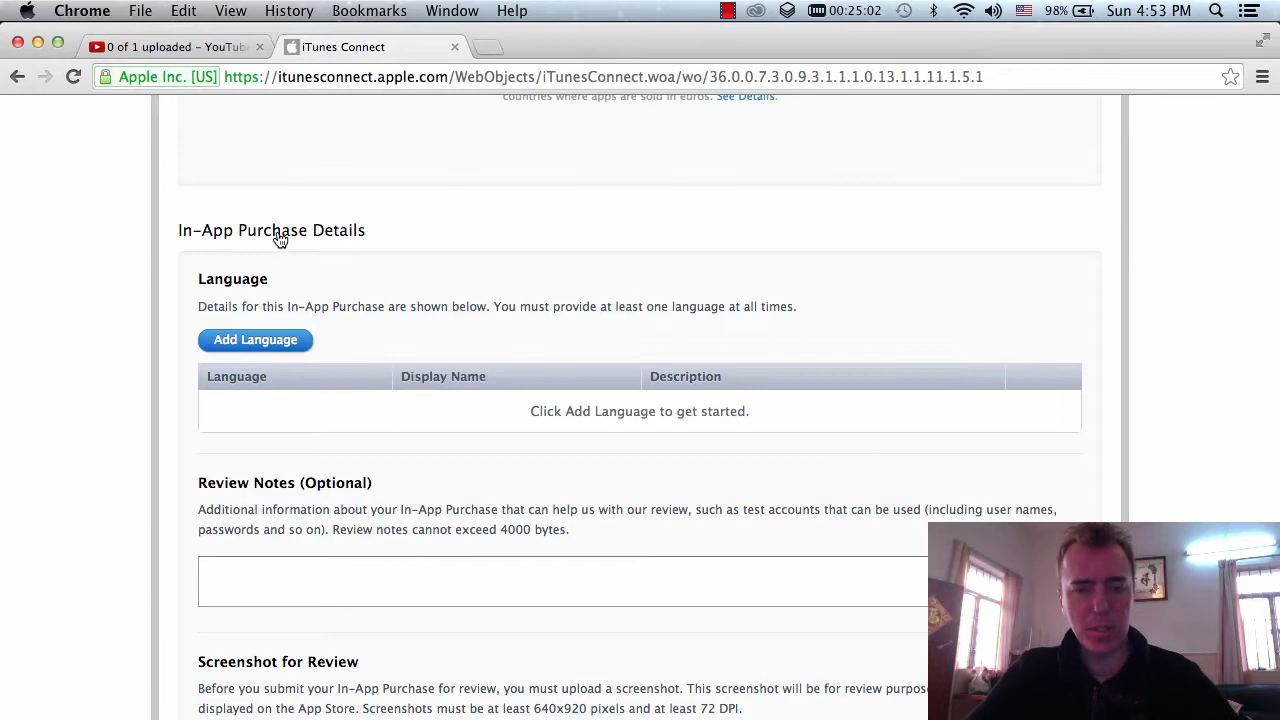 Chrome File Edit View History Bookmarks Window Help 00:25:02 98% Sun 4:53 PM
0 of 1 uploaded – YouTube iTunes Connect
Apple Inc. [US] https://itunesconnect.apple.com/WebObjects/iTunesConnect.woa/wo/36.0.0.7.3.0.9.3.1.1.1.0.13.1.1.11.1.5.1
countries where apps are sold in euros. See Details.
In-App Purchase Details
Language
Details for this In-App Purchase are shown below. You must provide at least one language at all times.
Add Language
Language Display Name Description
Click Add Language to get started.
Review Notes (Optional)
Additional information about your In-App Purchase that can help us with our review, such as test accounts that can be used (including user names,
passwords and so on). Review notes cannot exceed 4000 bytes.
Screenshot for Review
Before you submit your In-App Purchase for review, you must upload a screenshot. This screenshot will be for review purpos
displayed on the App Store. Screenshots must be at least 640x920 pixels and at least 72 DPI.